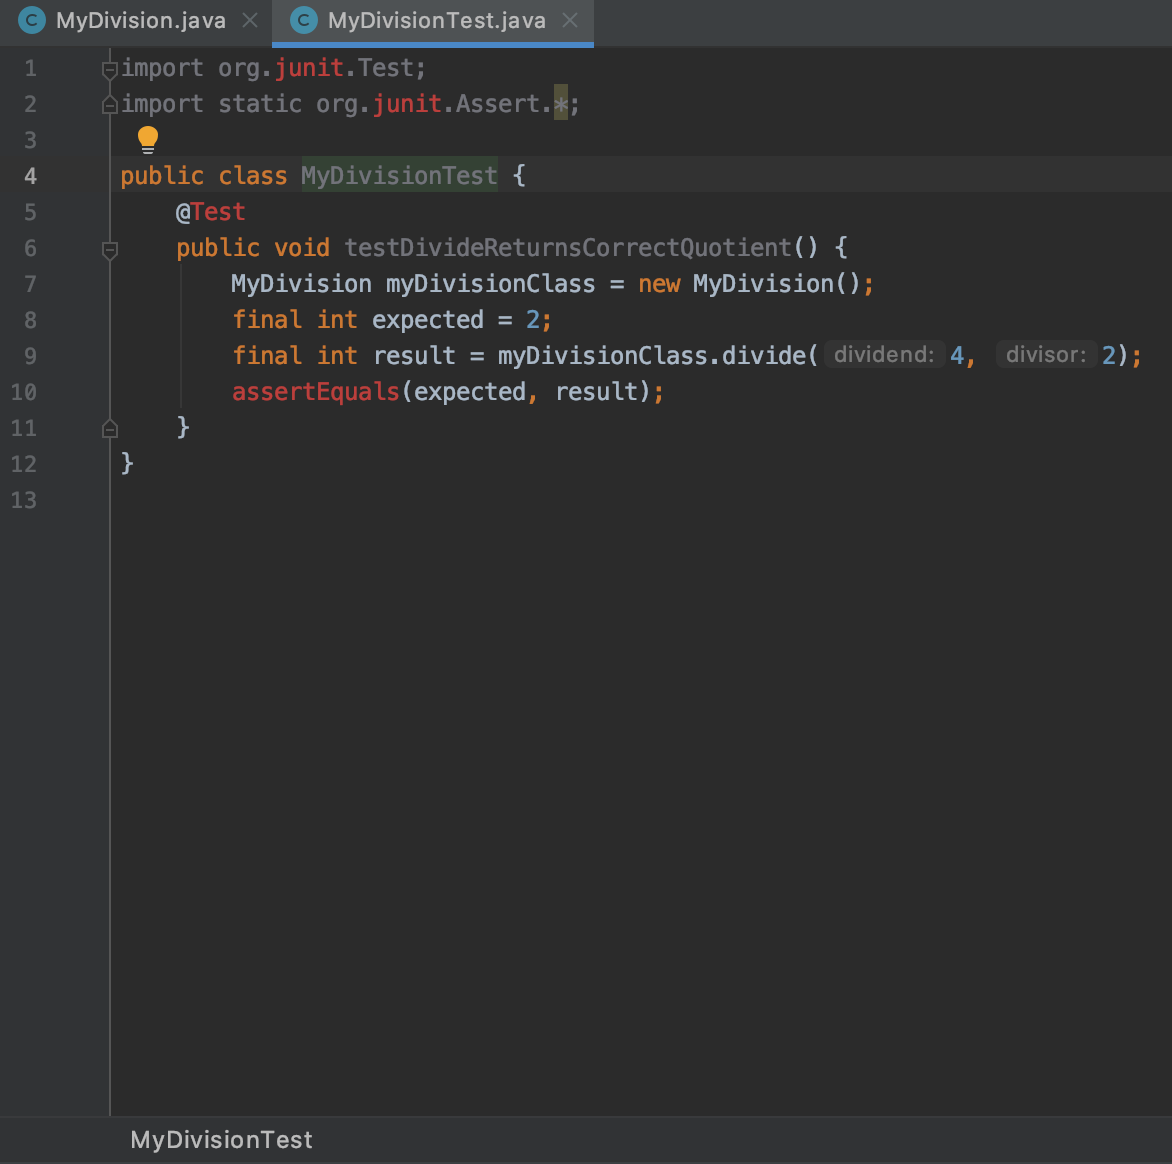 MyDivision.java MyDivisionTest.java
1 import org.junit.Test;
2 import static org.junit.Assert.*;
3
4 public class MyDivisionTest {
5 @Test
6 public void testDivideReturnsCorrectQuotient() {
7 MyDivision myDivisionClass = new MyDivision();
8 final int expected = 2;
9 final int result = myDivisionClass.divide( dividend: 4, divisor: 2);
10 assertEquals(expected, result);
11 }
12 }
13
MyDivisionTest